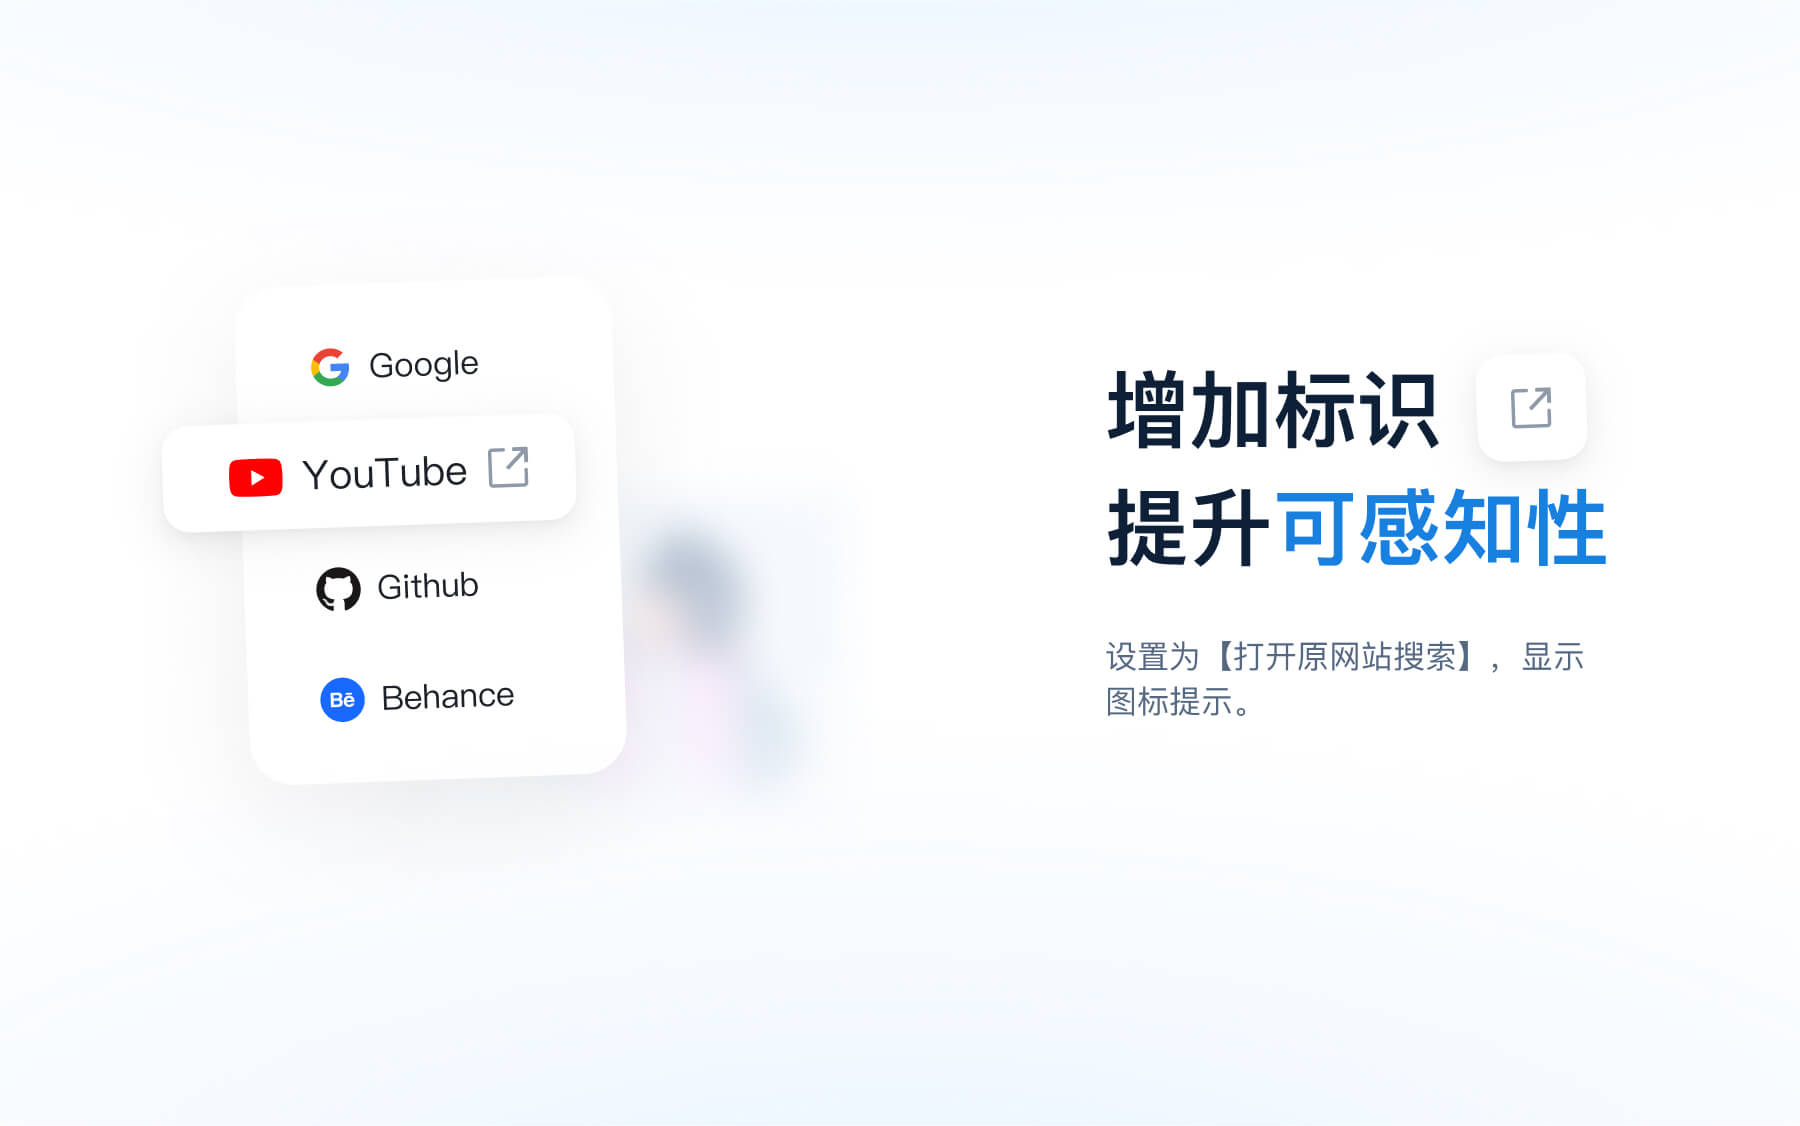 Google
YouTube
Github
Bē Behance
增加标识
提升可感知性
设置为【打开原网站搜索】，显示
图标提示。